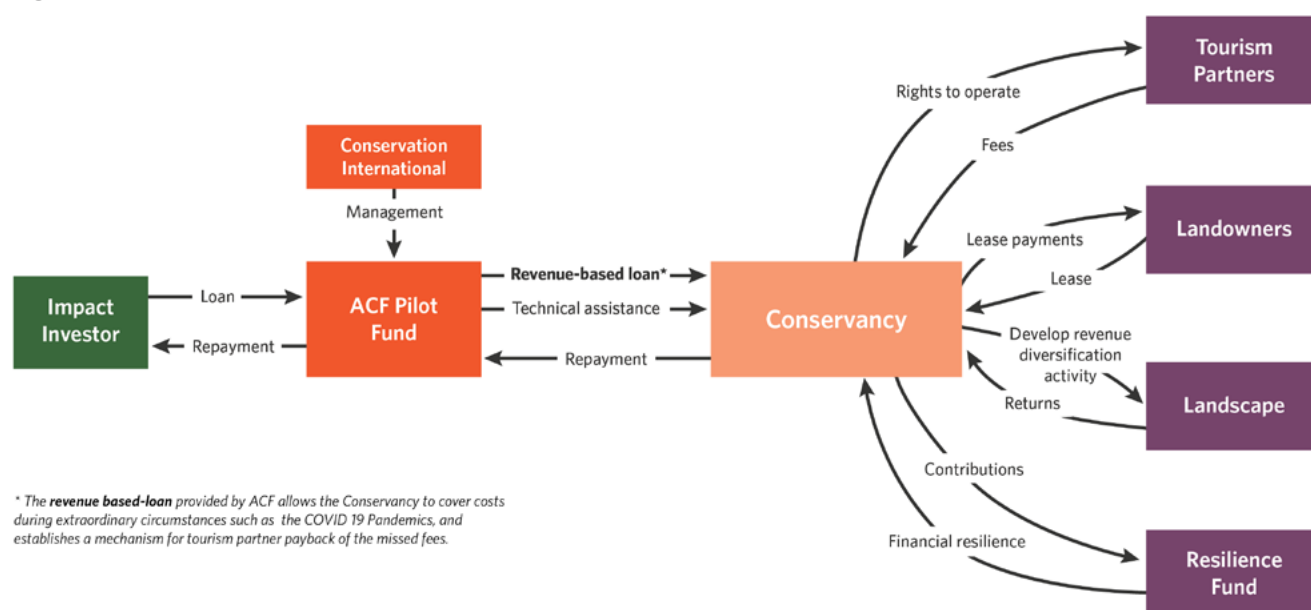 Tourism
Partners
Rights to operate
Fees
Conservation
International
Management
Lease payments
Landowners
Lease
Impact
Investor
Loan
Repayment
ACF Pilot
Fund
Revenue-based loan*
Technical assistance
Repayment
Conservancy
Develop revenue
diversification
activity
Returns
Landscape
Contributions
Financial resilience
Resilience
Fund
* The revenue based-loan provided by ACF allows the Conservancy to cover costs
during extraordinary circumstances such as the COVID 19 Pandemics, and
establishes a mechanism for tourism partner payback of the missed fees.